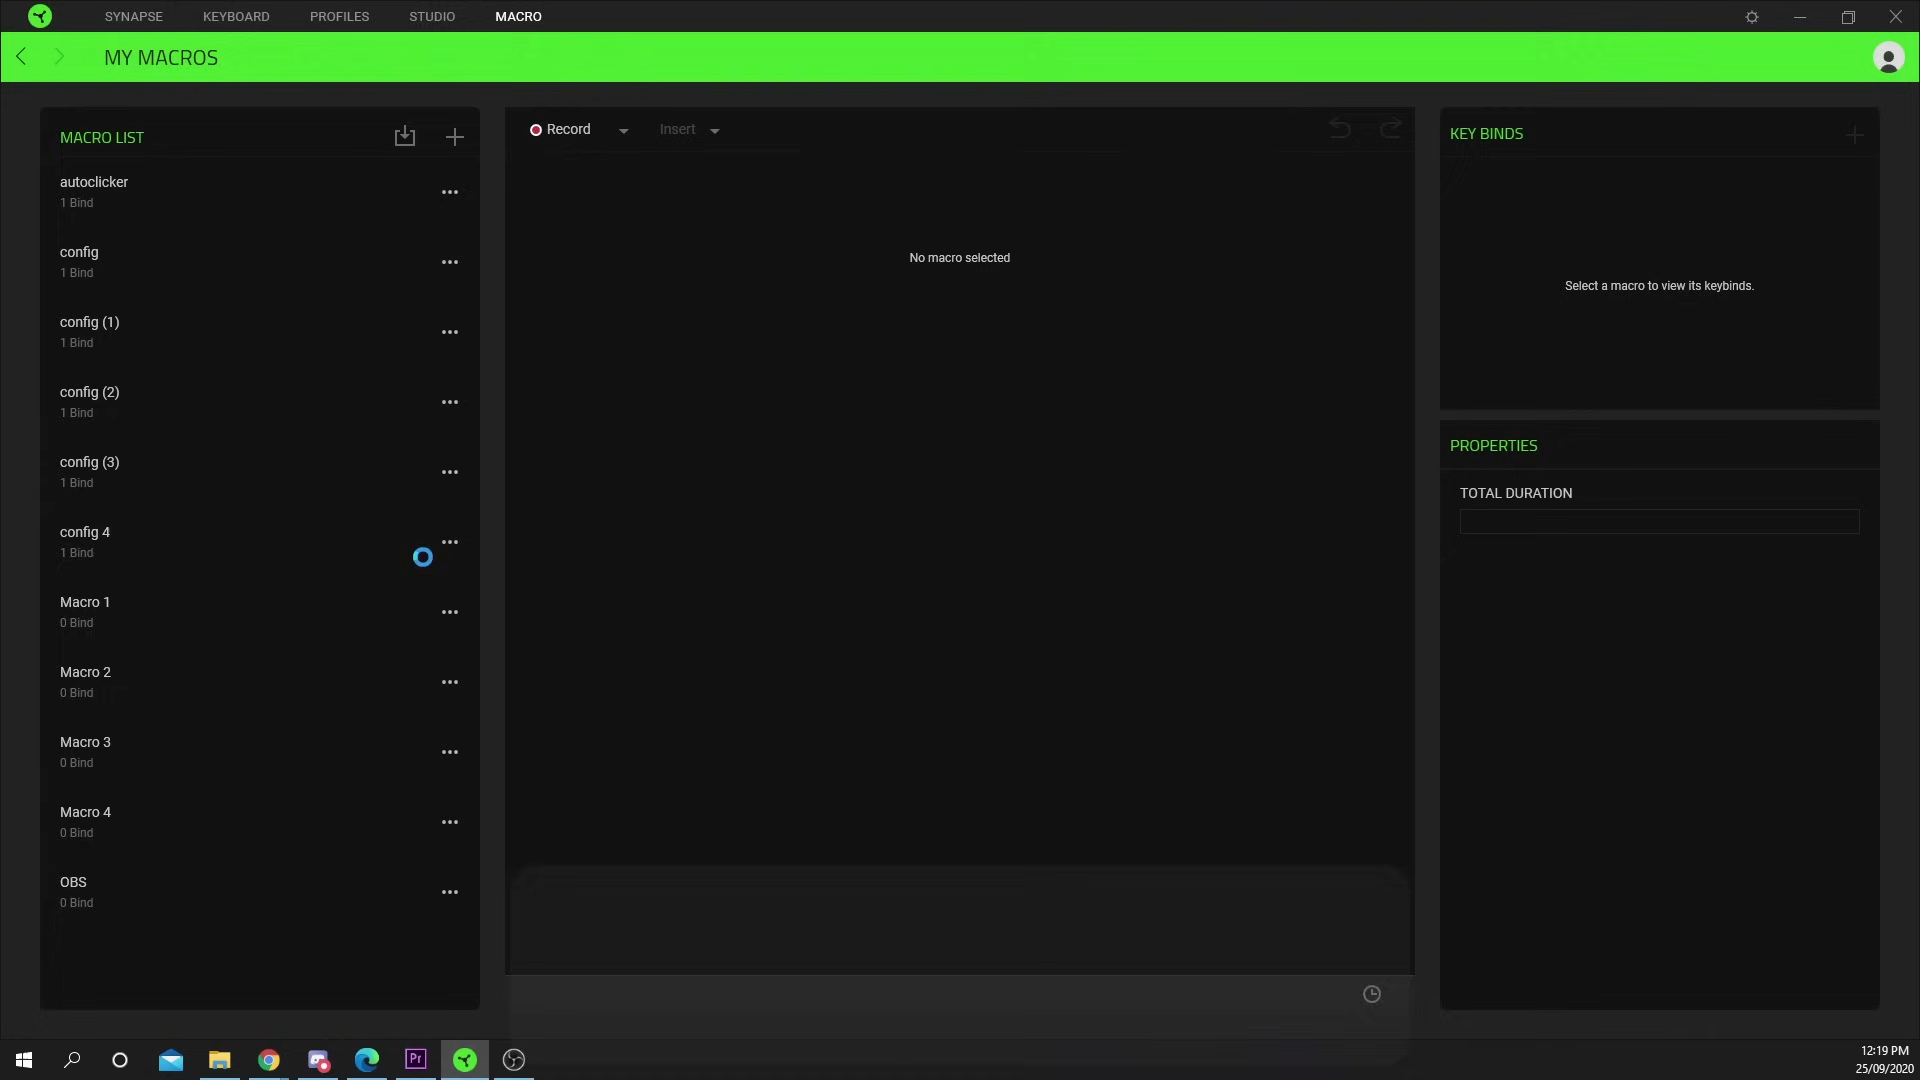 SYNAPSE KEYBOARD PROFILES STUDIO MACRO
MY MACROS
MACRO LIST
autoclicker
1 Bind
config
1 Bind
config (1)
1 Bind
config (2)
1 Bind
config (3)
1 Bind
config 4
1 Bind
Macro 1
0 Bind
Macro 2
0 Bind
Macro 3
0 Bind
Macro 4
0 Bind
OBS
0 Bind
Record Insert
No macro selected
KEY BINDS
Select a macro to view its keybinds.
PROPERTIES
TOTAL DURATION
Pr
12:19 PM
25/09/2020